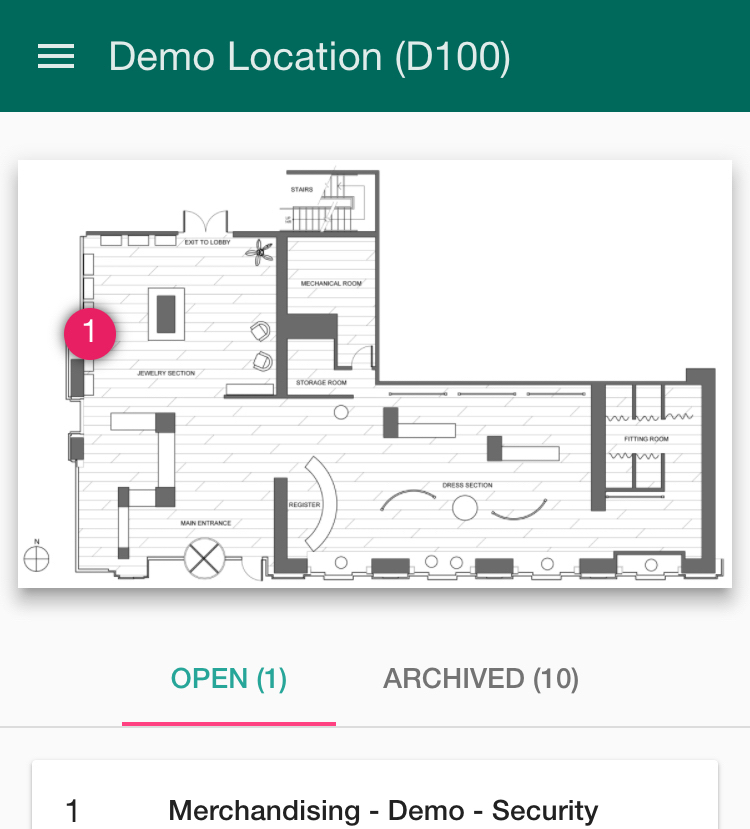 Demo Location (D100)
STAIRS
EXIT TO LOBBY
MECHANICAL ROOM
1
JEWELRY SECTION
STORAGE ROOM
FITTING ROOM
DRESS SECTION
REGISTER
MAIN ENTRANCE
N
OPEN (1)
ARCHIVED (10)
1
Merchandising - Demo - Security